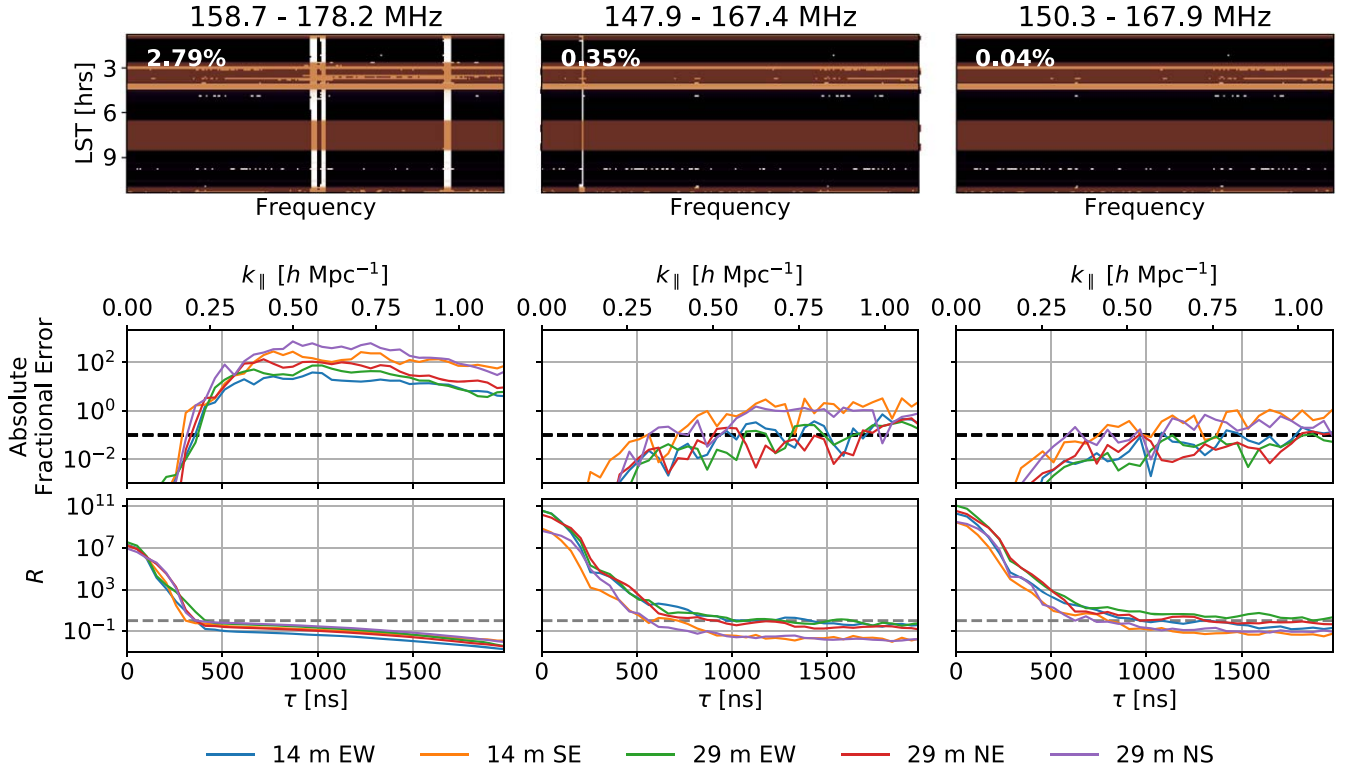 158.7 - 178.2 MHz 147.9 - 167.4 MHz 150.3 - 167.9 MHz
2.79% 0.35% 0.04%
LST [hrs]
3
6
9
Frequency Frequency Frequency
k∥ [h Mpc⁻¹] k∥ [h Mpc⁻¹] k∥ [h Mpc⁻¹]
0.00 0.25 0.50 0.75 1.00 0.00 0.25 0.50 0.75 1.00 0.00 0.25 0.50 0.75 1.00
Absolute
Fractional Error
10²
10⁰
10⁻²
R
10¹¹
10⁷
10³
10⁻¹
0 500 1000 1500 0 500 1000 1500 0 500 1000 1500
τ [ns] τ [ns] τ [ns]
14 m EW 14 m SE 29 m EW 29 m NE 29 m NS